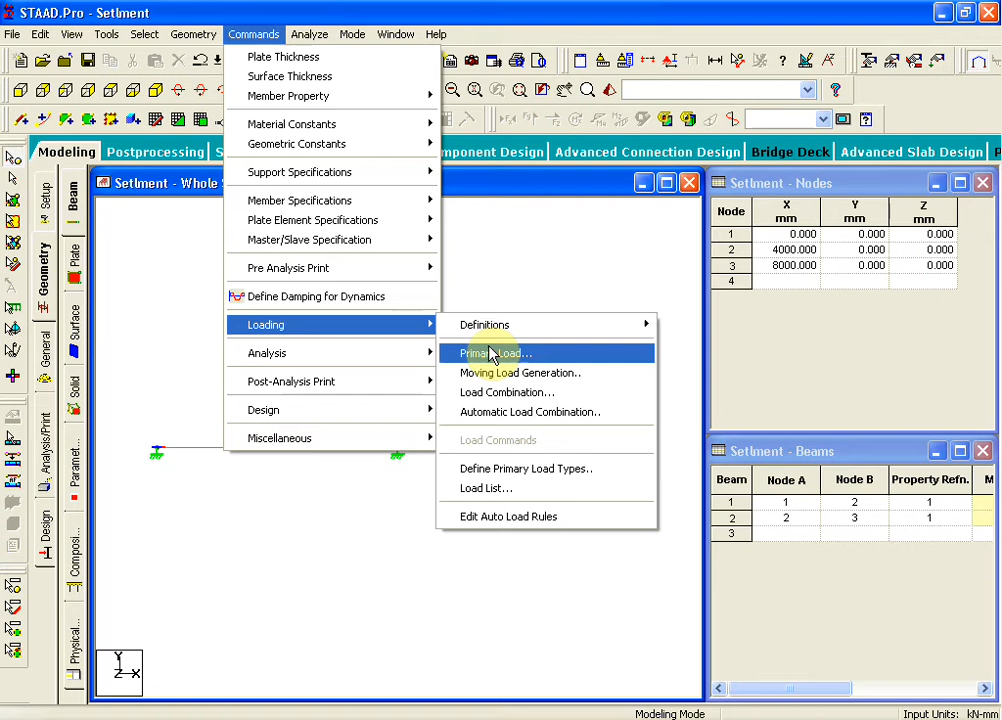 STAAD.Pro - Setlment
File Edit View Tools Select Geometry Commands Analyze Mode Window Help
Plate Thickness
Surface Thickness
Member Property
Material Constants
Geometric Constants
Support Specifications
Member Specifications
Plate Element Specifications
Master/Slave Specification
Pre Analysis Print
Define Damping for Dynamics
Loading
Analysis
Post-Analysis Print
Design
Miscellaneous
Definitions
Primary Load...
Moving Load Generation..
Load Combination...
Automatic Load Combination..
Load Commands
Define Primary Load Types..
Load List...
Edit Auto Load Rules
Modeling Postprocessing Component Design Advanced Connection Design Bridge Deck Advanced Slab Design
Setlment - Whole
Setup
Geometry
General
Analysis/Print
Design
Beam
Plate
Surface
Solid
Paramet...
Composi...
Physical...
Y
Z X
Setlment - Nodes
Node X mm Y mm Z mm
1 0.000 0.000 0.000
2 4000.000 0.000 0.000
3 8000.000 0.000 0.000
4
Setlment - Beams
Beam Node A Node B Property Refn. M
1 1 2 1
2 2 3 1
3
Modeling Mode Input Units: kN-mm